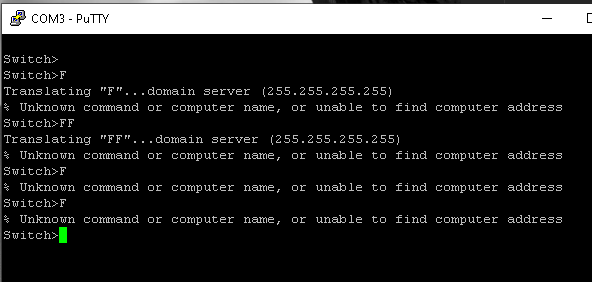 COM3 - PuTTY
Switch>
Switch>F
Translating "F"...domain server (255.255.255.255)
% Unknown command or computer name, or unable to find computer address
Switch>FF
Translating "FF"...domain server (255.255.255.255)
% Unknown command or computer name, or unable to find computer address
Switch>F
% Unknown command or computer name, or unable to find computer address
Switch>F
% Unknown command or computer name, or unable to find computer address
Switch>